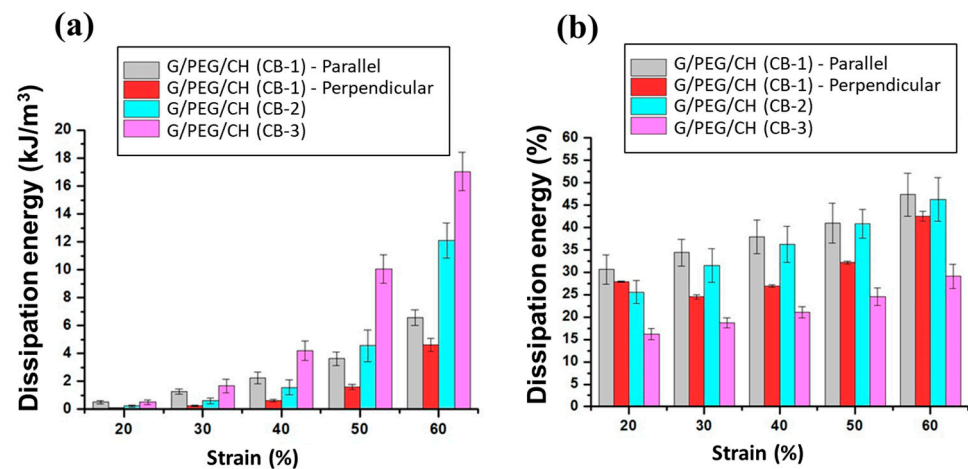 (a)
G/PEG/CH (CB-1) - Parallel
G/PEG/CH (CB-1) - Perpendicular
G/PEG/CH (CB-2)
G/PEG/CH (CB-3)
Dissipation energy (kJ/m³)
20
18
16
14
12
10
8
6
4
2
0
20 30 40 50 60
Strain (%)
(b)
G/PEG/CH (CB-1) - Parallel
G/PEG/CH (CB-1) - Perpendicular
G/PEG/CH (CB-2)
G/PEG/CH (CB-3)
Dissipation energy (%)
60
55
50
45
40
35
30
25
20
15
10
5
0
20 30 40 50 60
Strain (%)